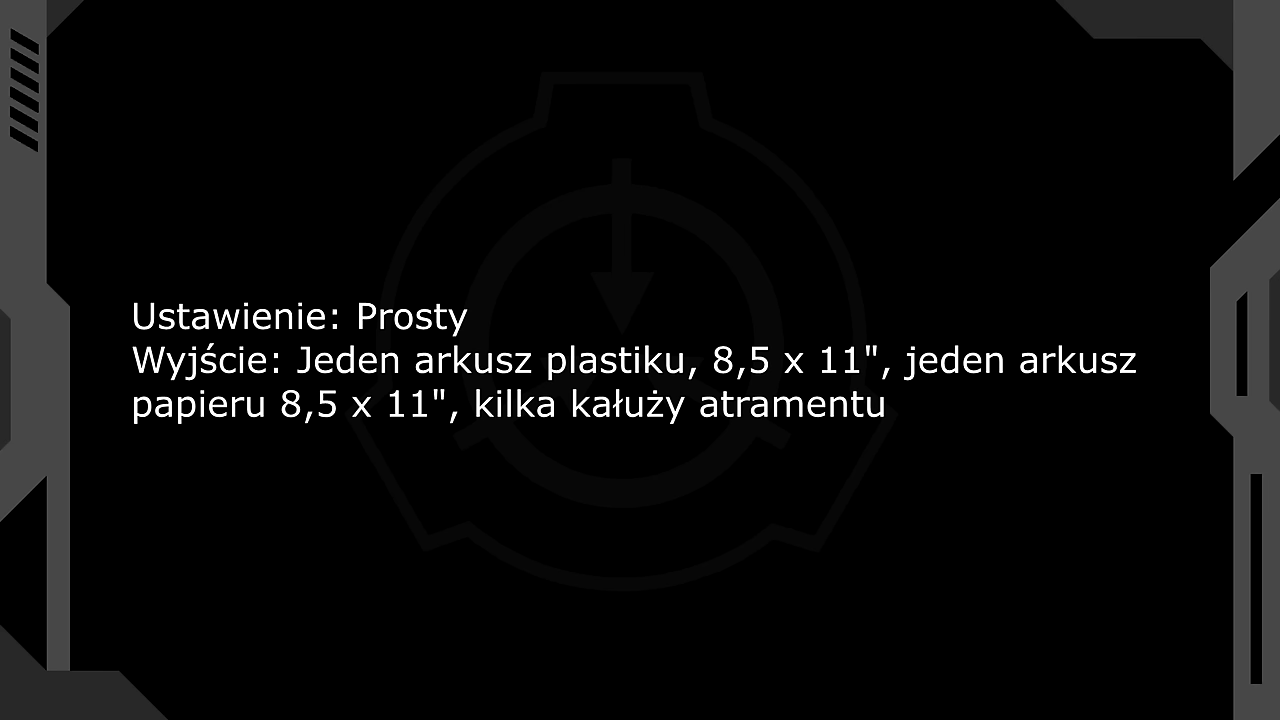 Ustawienie: Prosty
Wyjście: Jeden arkusz plastiku, 8,5 x 11", jeden arkusz
papieru 8,5 x 11", kilka kałuży atramentu